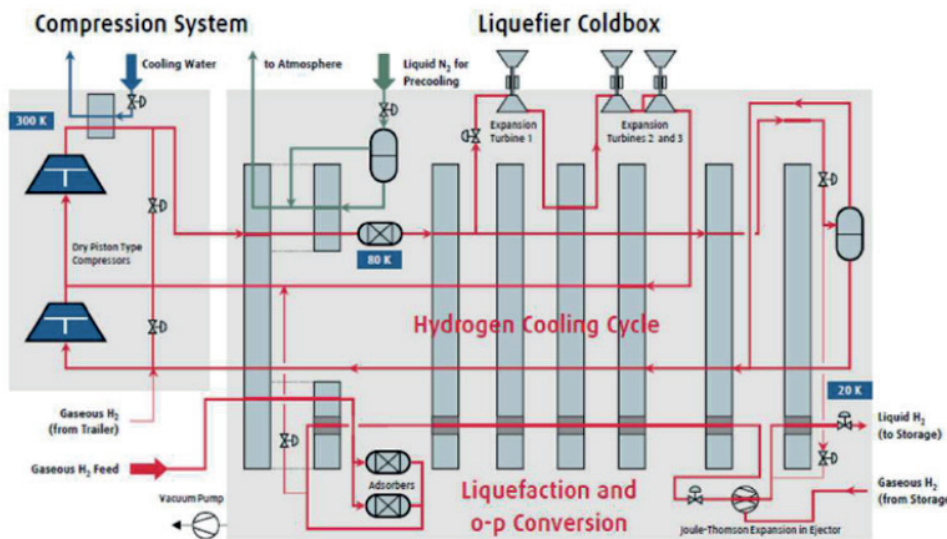 Compression System
Liquefier Coldbox
Cooling Water
to Atmosphere
Liquid N₂ for
Precooling
300 K
Expansion
Turbine 1
Expansion
Turbines 2 and 3
Dry Piston Type
Compressors
80 K
Hydrogen Cooling Cycle
20 K
Gaseous H₂
(from Trailer)
Liquid H₂
(to Storage)
Gaseous H₂ Feed
Adsorbers
Vacuum Pump
Liquefaction and
o-p Conversion
Gaseous H₂
(from Storage
Joule-Thomson Expansion in Ejector